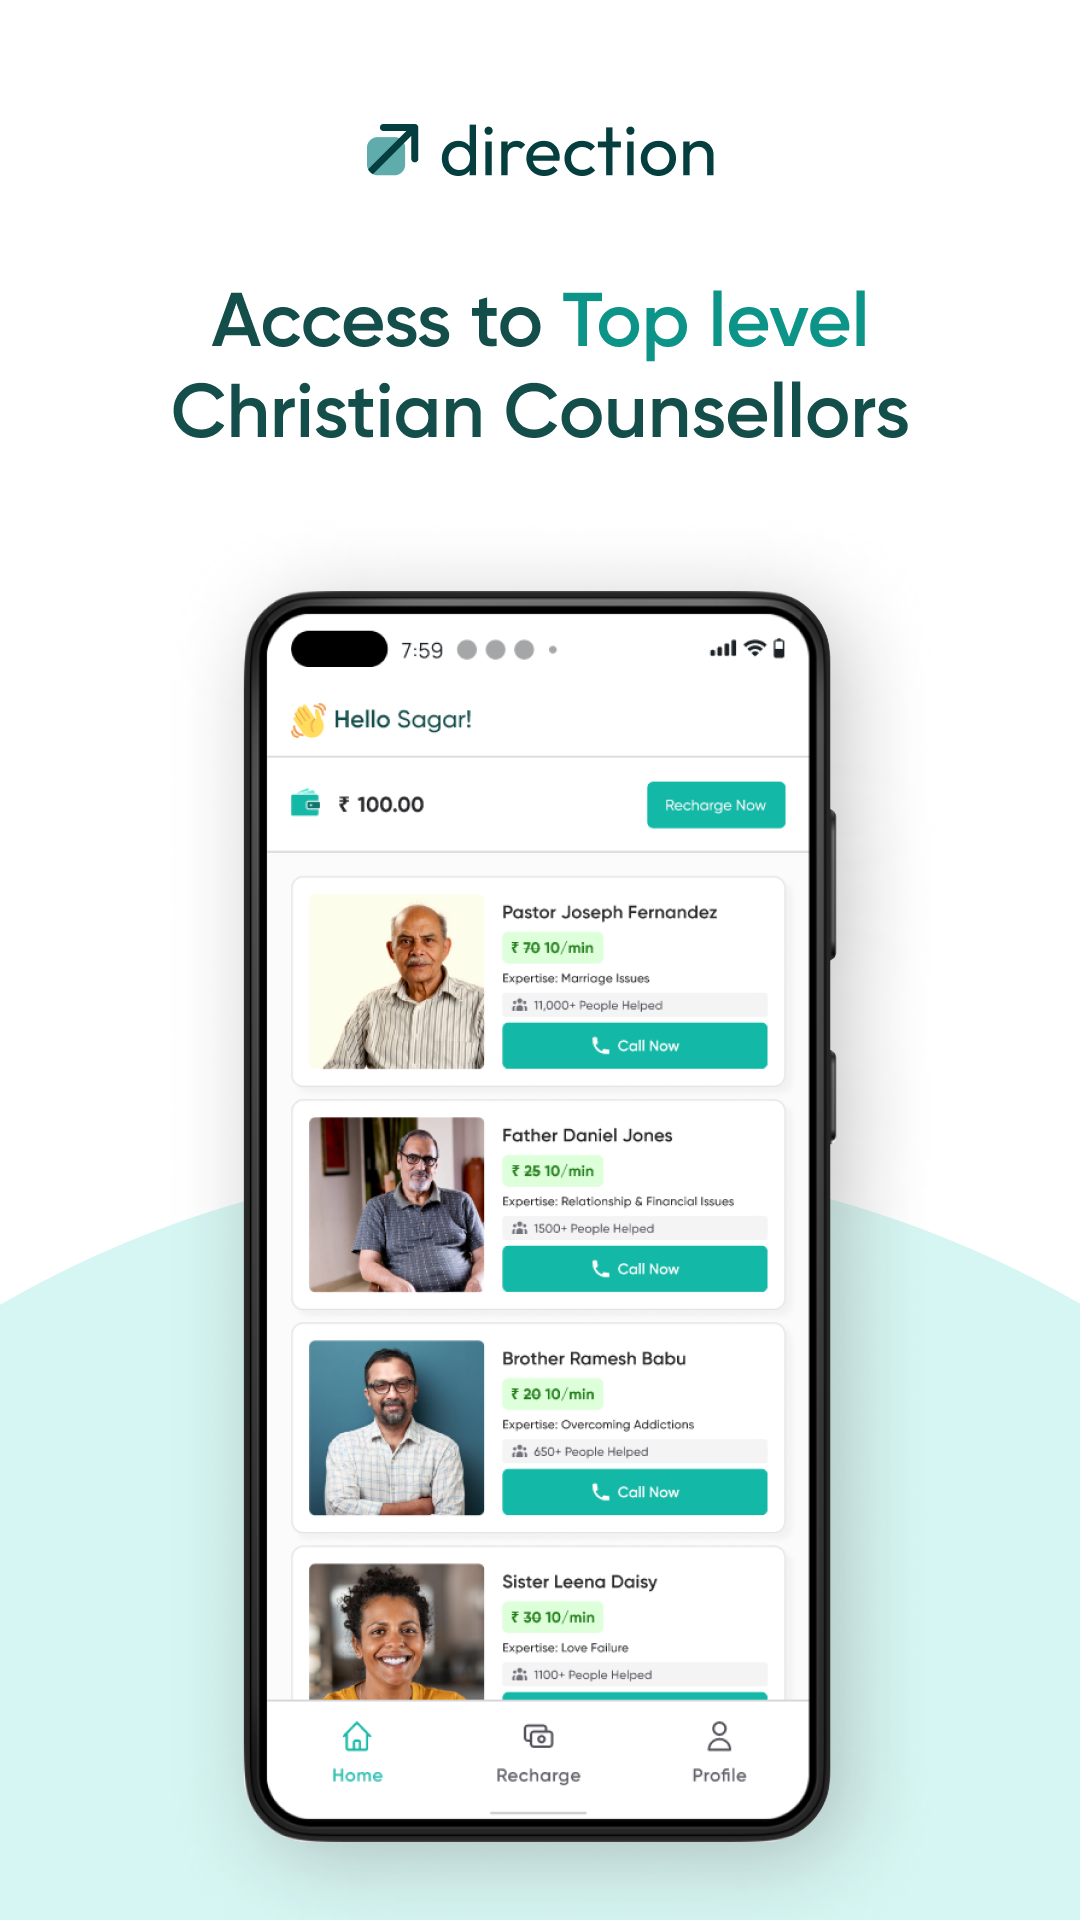 direction
Access to Top level
Christian Counsellors
7:59
Hello Sagar!
₹ 100.00
Recharge Now
Pastor Joseph Fernandez
₹ 70 10/min
Expertise: Marriage Issues
11,000+ People Helped
Call Now
Father Daniel Jones
₹ 25 10/min
Expertise: Relationship & Financial Issues
1500+ People Helped
Call Now
Brother Ramesh Babu
₹ 20 10/min
Expertise: Overcoming Addictions
650+ People Helped
Call Now
Sister Leena Daisy
₹ 30 10/min
Expertise: Love Failure
1100+ People Helped
Home
Recharge
Profile